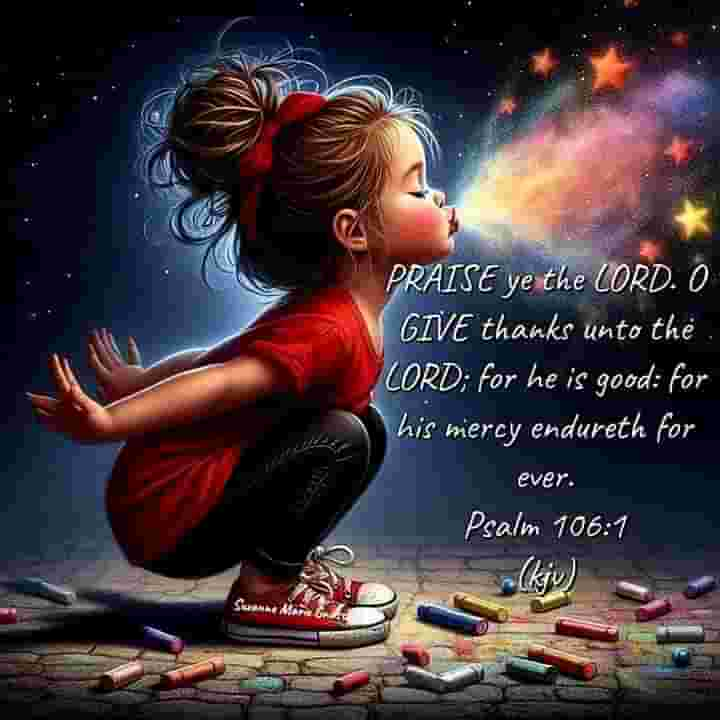 PRAISE ye the LORD. O
GIVE thanks unto the
LORD; for he is good: for
his mercy endureth for
ever.
Psalm 106:1
(kjv)
Suzanne Marie